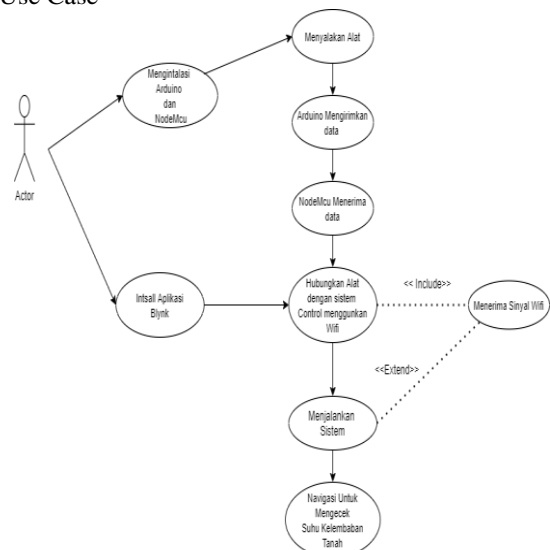 Use Case
Menyalakan Alat
Mengintalasi
Arduino
dan
NodeMcu
Arduino Mengirimkan
data
Actor
NodeMcu Menerima
data
Intsall Aplikasi
Blynk
Hubungkan Alat
dengan sistem
Control menggunkan
Wifi
<< Include>>
Menerima Sinyal Wifi
<<Extend>>
Menjalankan
Sistem
Navigasi Untuk
Mengecek
Suhu Kelembaban
Tanah